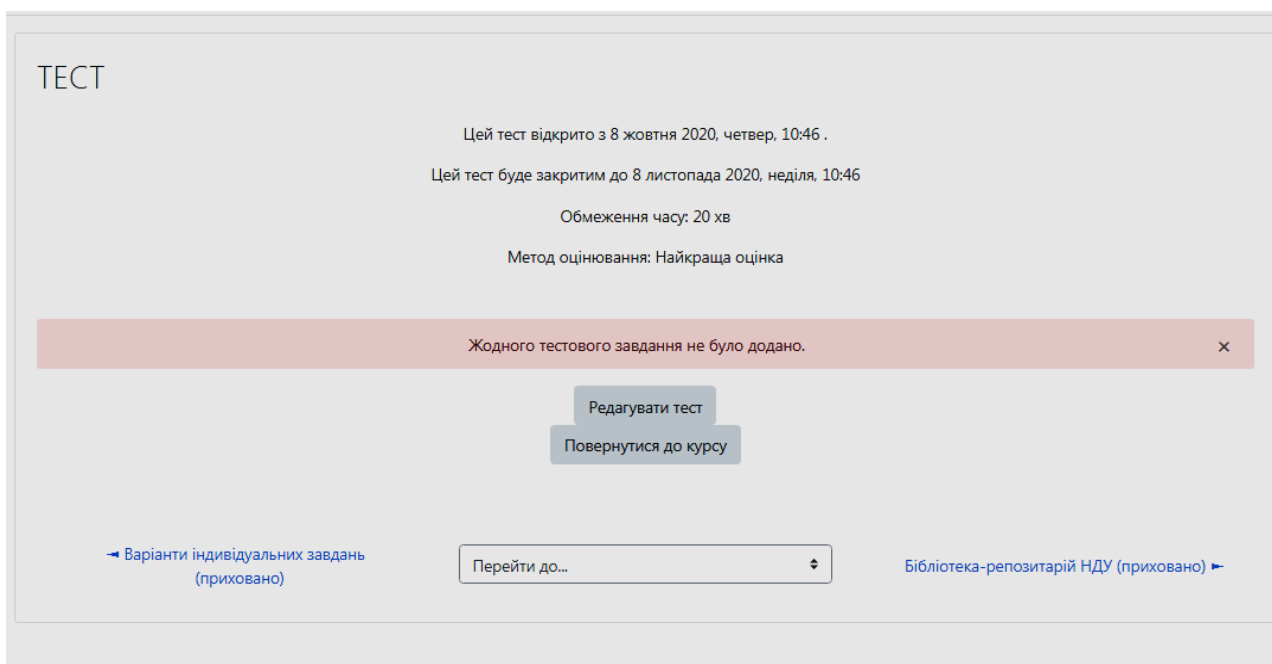 ТЕСТ
Цей тест відкрито з 8 жовтня 2020, четвер, 10:46 .
Цей тест буде закритим до 8 листопада 2020, неділя, 10:46
Обмеження часу: 20 хв
Метод оцінювання: Найкраща оцінка
Жодного тестового завдання не було додано. ×
Редагувати тест
Повернутися до курсу
◄ Варіанти індивідуальних завдань
(приховано)
Перейти до...
Бібліотека-репозитарій НДУ (приховано) ►